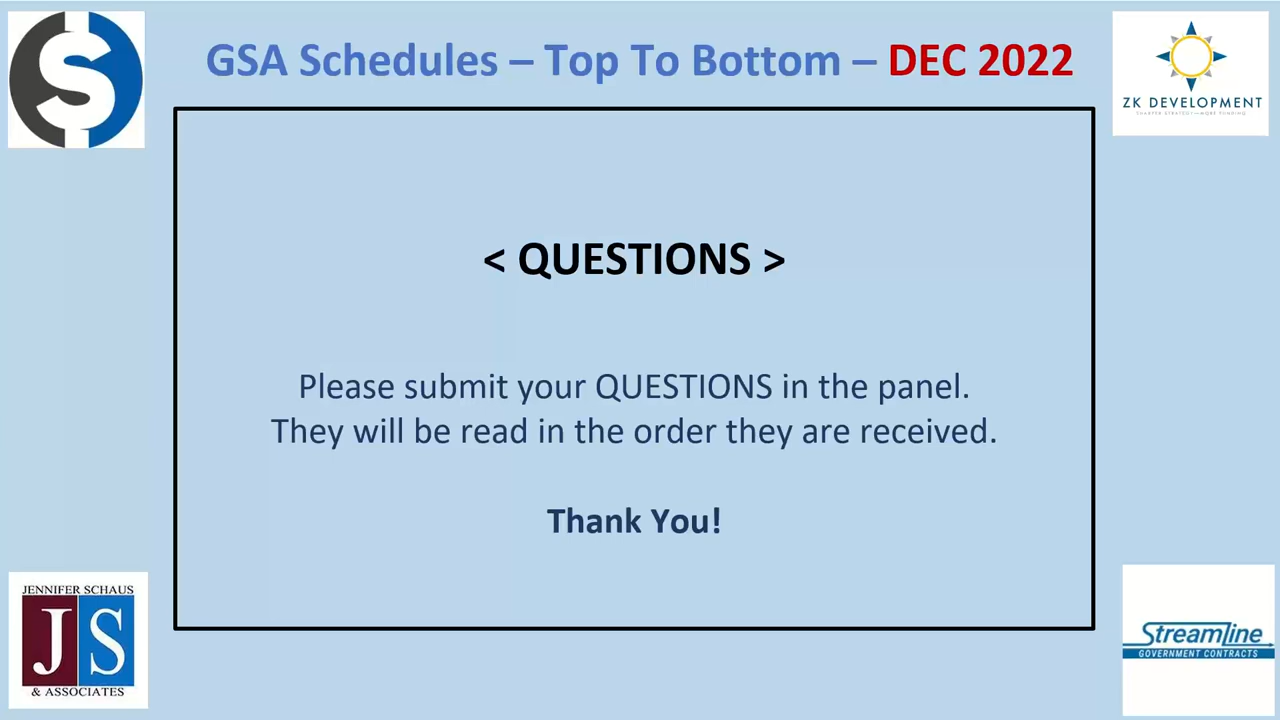 GSA Schedules – Top To Bottom – DEC 2022
S
ZK DEVELOPMENT
< QUESTIONS >
Please submit your QUESTIONS in the panel.
They will be read in the order they are received.
Thank You!
JENNIFER SCHAUS
JS
& ASSOCIATES
Streamline
GOVERNMENT CONTRACTS